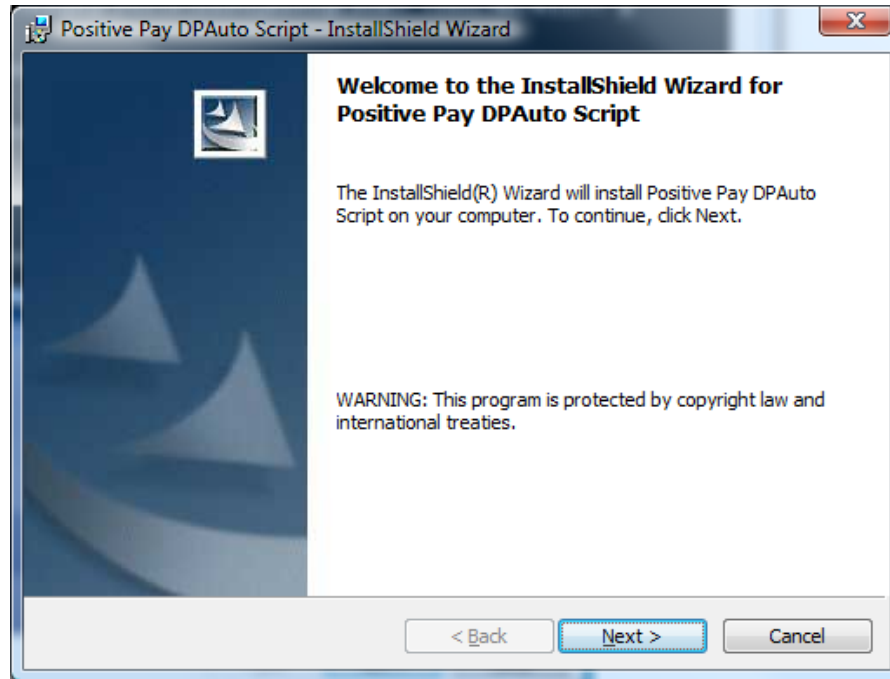 Positive Pay DPAuto Script - InstallShield Wizard
Welcome to the InstallShield Wizard for
Positive Pay DPAuto Script
The InstallShield(R) Wizard will install Positive Pay DPAuto
Script on your computer. To continue, click Next.
WARNING: This program is protected by copyright law and
international treaties.
< Back
Next >
Cancel